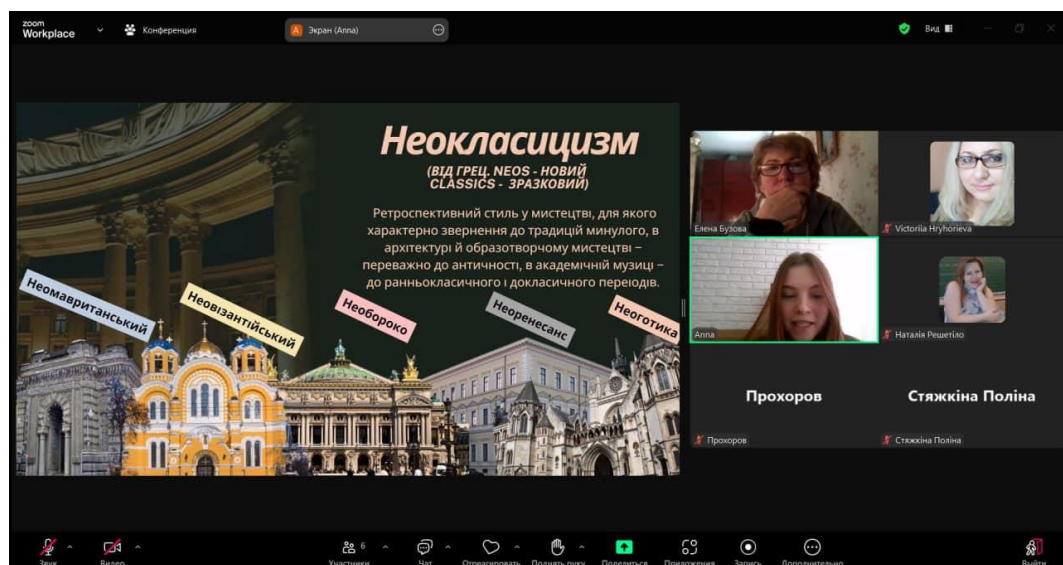 zoom
Workplace
Конференция
A Экран (Anna)
Вид
Неокласицизм
(ВІД ГРЕЦ. NEOS - НОВИЙ
CLASSICS - ЗРАЗКОВИЙ)
Ретроспективний стиль у мистецтві, для якого
характерно звернення до традицій минулого, в
архітектурі й образотворчому мистецтві –
переважно до античності, в академічній музиці –
до ранньокласичного і докласичного переіодів.
Неомавританський
Неовізантійський
Необороко
Неоренесанс
Неоготика
Елена Бузова
Victoriia Hryhorieva
Anna
Наталія Решетіло
Прохоров
Прохоров
Стяжкіна Поліна
Стяжкіна Поліна
Звук
Видео
6
Участники
Чат
Отреагировать
Поднять руку
Поделиться
Приложения
Запись
Дополнительно
Выйти